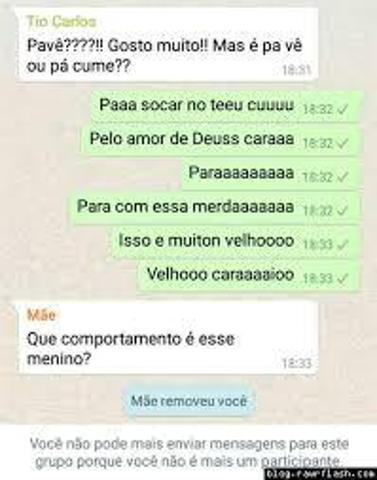 Tio Carlos
Pavê????!! Gosto muito!! Mas é pa vê
ou pá cume??
18:31
Paaa socar no teeu cuuuu 18:32
Pelo amor de Deuss caraaa 18:32
Paraaaaaaaaa 18:32
Para com essa merdaaaaaaa 18:32
Isso e muiton velhoooo 18:33
Velhooo caraaaaioo 18:33
Mãe
Que comportamento é esse
menino?
18:33
Mãe removeu você
Você não pode mais enviar mensagens para este
grupo porque você não é mais um participante.
blog.rawrflash.com